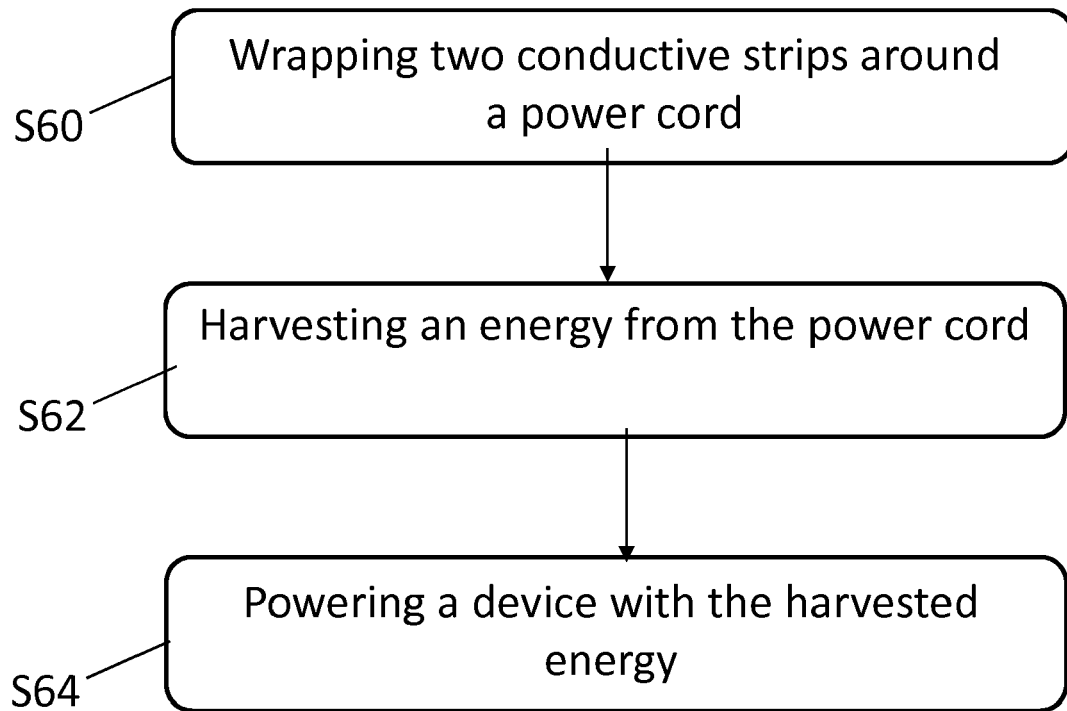 Wrapping two conductive strips around
a power cord
S60
Harvesting an energy from the power cord
S62
Powering a device with the harvested
energy
S64